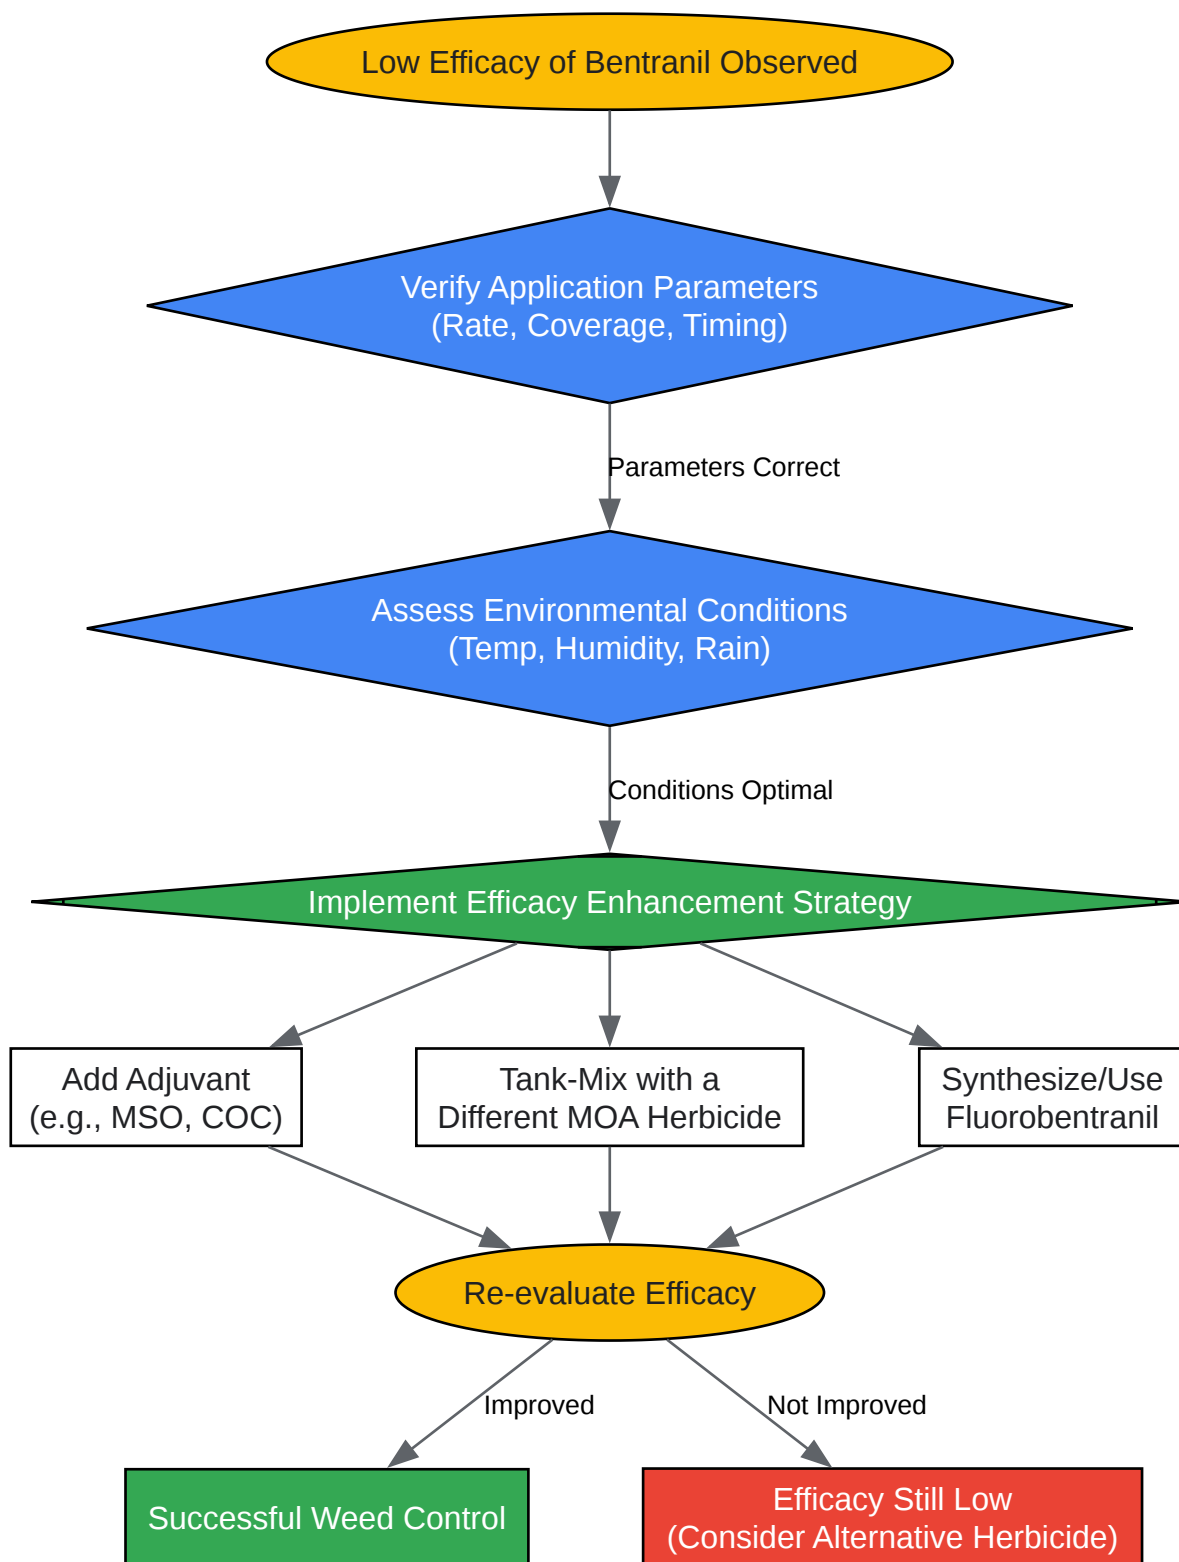 Low Efficacy of Bentranil Observed
Verify Application Parameters
(Rate, Coverage, Timing)
Parameters Correct
Assess Environmental Conditions
(Temp, Humidity, Rain)
Conditions Optimal
Implement Efficacy Enhancement Strategy
Add Adjuvant
(e.g., MSO, COC)
Tank-Mix with a
Different MOA Herbicide
Synthesize/Use
Fluorobentranil
Re-evaluate Efficacy
Improved
Not Improved
Successful Weed Control
Efficacy Still Low
(Consider Alternative Herbicide)